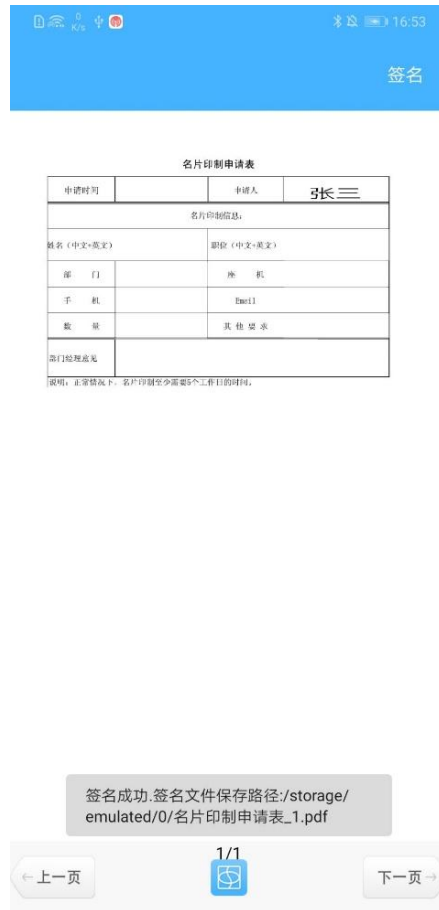 0 K/s 16:53
签名
名片印制申请表
申请时间 申请人 张三
名片印制信息:
姓名（中文+英文） 职位（中文+英文）
部 门 座 机
手 机 Email
数 量 其 他 要 求
部门经理意见
说明：正常情况下，名片印制至少需要5个工作日的时间。
签名成功.签名文件保存路径:/storage/
emulated/0/名片印制申请表_1.pdf
1/1
←上一页 下一页→